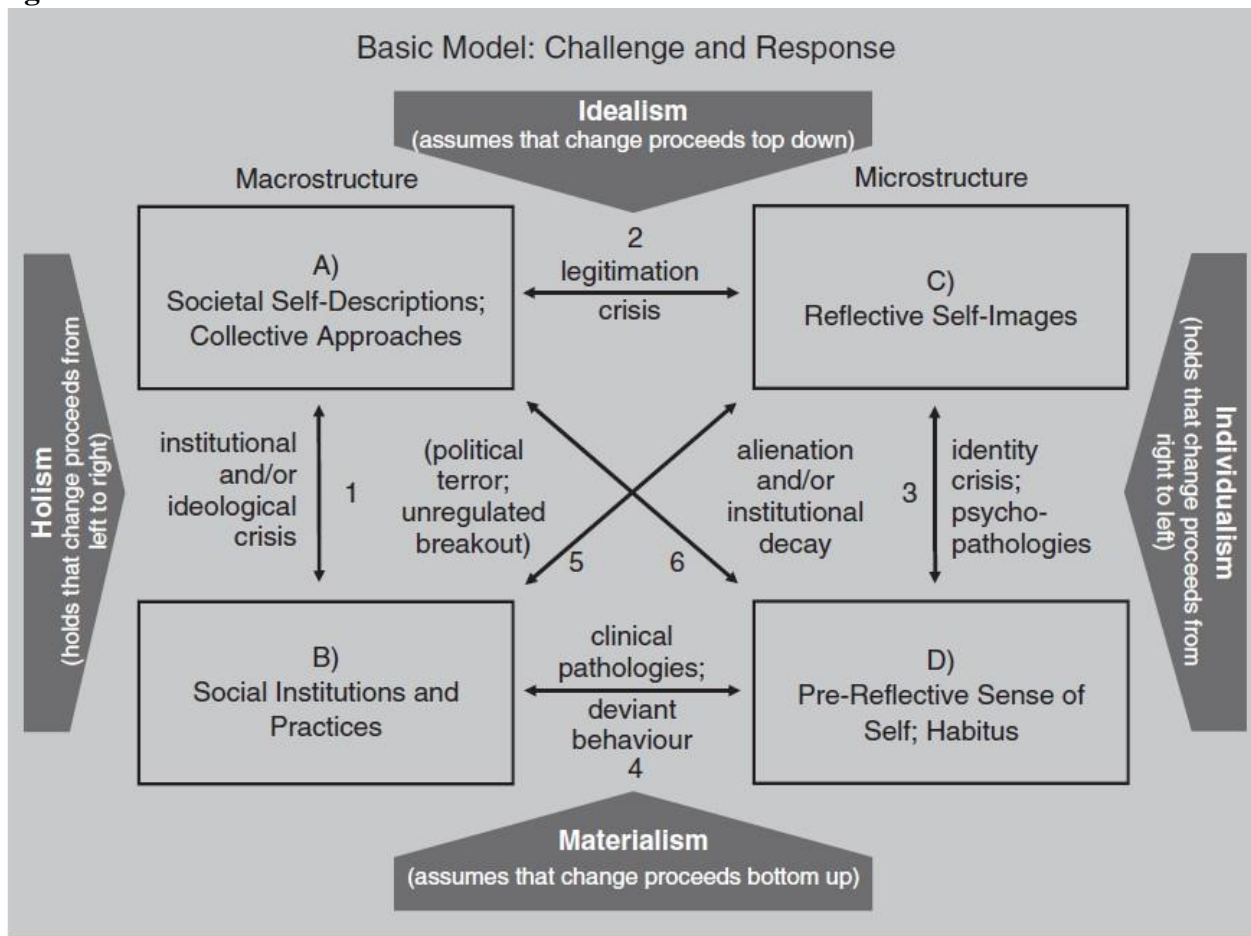 Basic Model: Challenge and Response
Idealism
(assumes that change proceeds top down)
Macrostructure
Microstructure
A)
Societal Self-Descriptions;
Collective Approaches
2
legitimation
crisis
C)
Reflective Self-Images
Holism
(holds that change proceeds from
left to right)
institutional
and/or
ideological
crisis
1
(political
terror;
unregulated
breakout)
5
6
alienation
and/or
institutional
decay
3
identity
crisis;
psycho-
pathologies
Individualism
(holds that change proceeds from
right to left)
B)
Social Institutions and
Practices
clinical
pathologies;
deviant
behaviour
4
D)
Pre-Reflective Sense of
Self; Habitus
Materialism
(assumes that change proceeds bottom up)